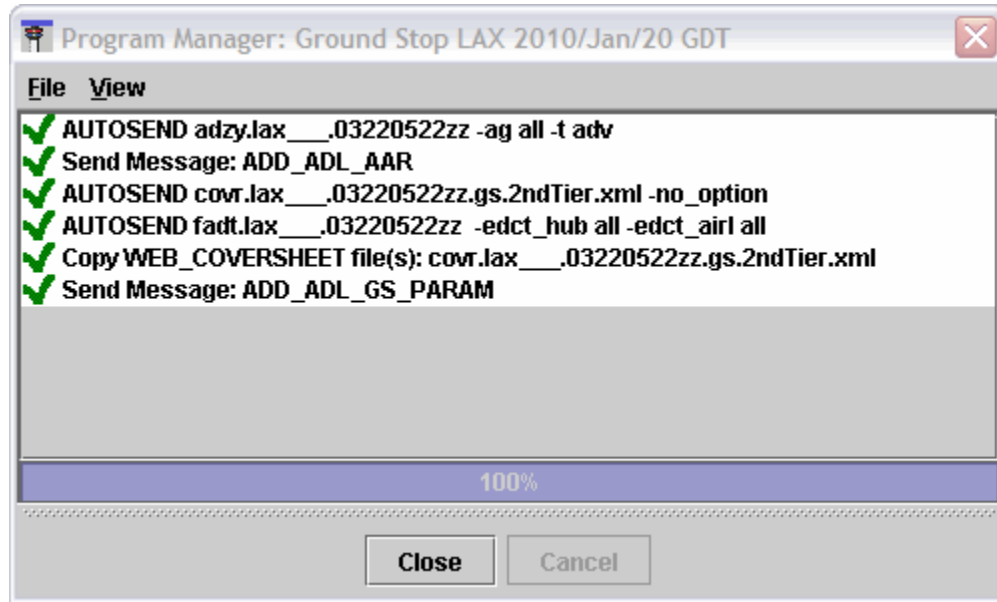 Program Manager: Ground Stop LAX 2010/Jan/20 GDT
File View
AUTOSEND adzy.lax___.03220522zz -ag all -t adv
Send Message: ADD_ADL_AAR
AUTOSEND covr.lax___.03220522zz.gs.2ndTier.xml -no_option
AUTOSEND fadt.lax___.03220522zz -edct_hub all -edct_airl all
Copy WEB_COVERSHEET file(s): covr.lax___.03220522zz.gs.2ndTier.xml
Send Message: ADD_ADL_GS_PARAM
100%
Close Cancel